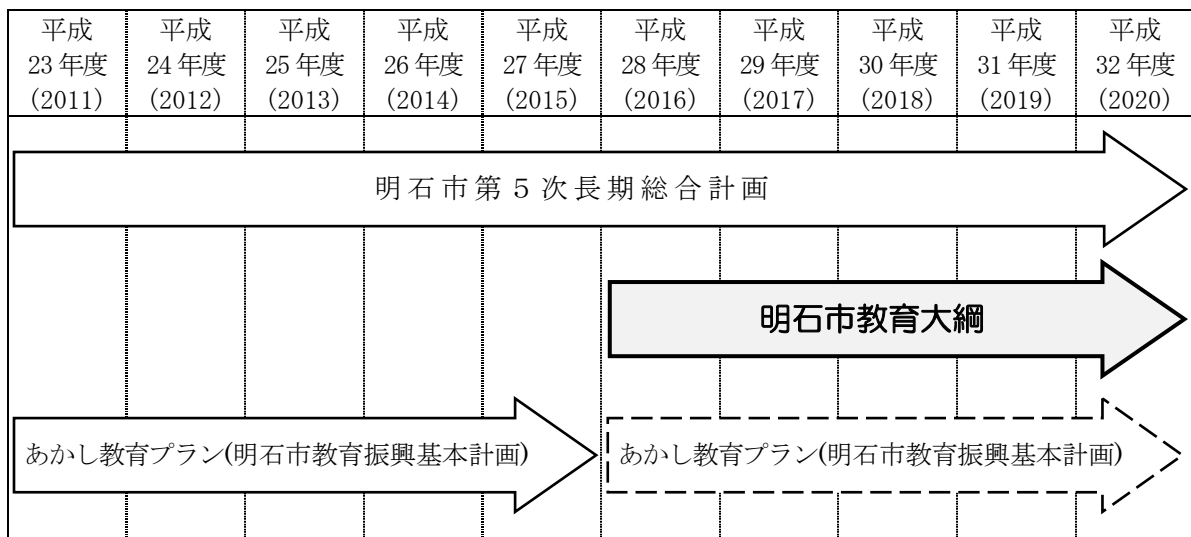 平成 平成 平成 平成 平成 平成 平成 平成 平成 平成
23年度 24年度 25年度 26年度 27年度 28年度 29年度 30年度 31年度 32年度
(2011) (2012) (2013) (2014) (2015) (2016) (2017) (2018) (2019) (2020)
明石市第５次長期総合計画
明石市教育大綱
あかし教育プラン(明石市教育振興基本計画) あかし教育プラン(明石市教育振興基本計画)